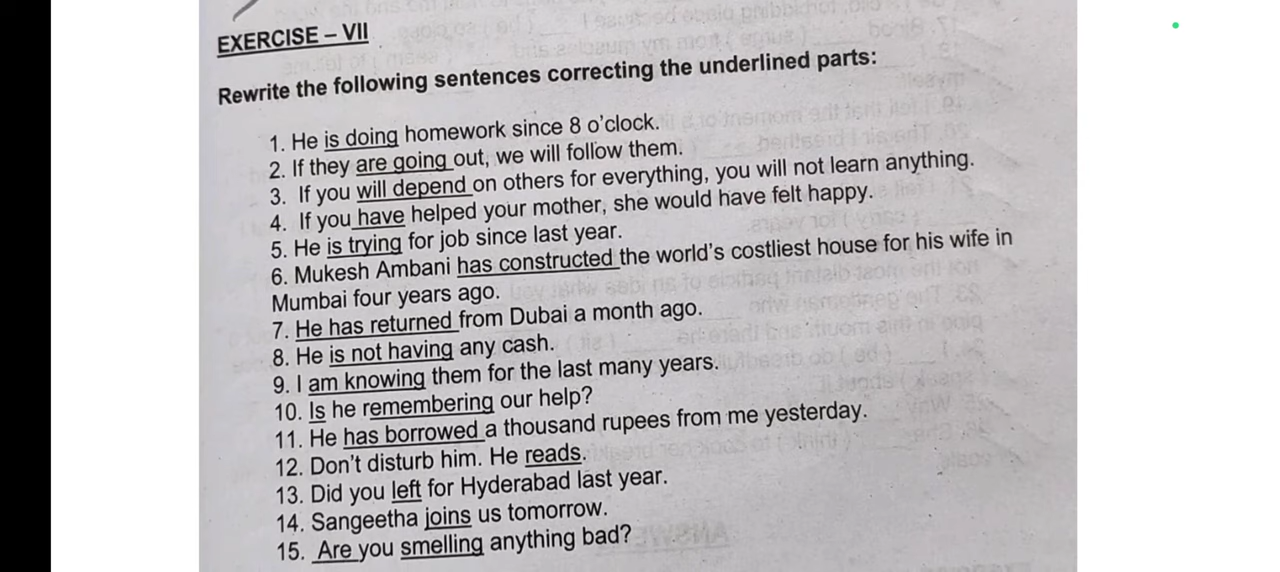 EXERCISE – VII
Rewrite the following sentences correcting the underlined parts:
1. He is doing homework since 8 o'clock.
2. If they are going out, we will follow them.
3. If you will depend on others for everything, you will not learn anything.
4. If you have helped your mother, she would have felt happy.
5. He is trying for job since last year.
6. Mukesh Ambani has constructed the world's costliest house for his wife in
Mumbai four years ago.
7. He has returned from Dubai a month ago.
8. He is not having any cash.
9. I am knowing them for the last many years.
10. Is he remembering our help?
11. He has borrowed a thousand rupees from me yesterday.
12. Don't disturb him. He reads.
13. Did you left for Hyderabad last year.
14. Sangeetha joins us tomorrow.
15. Are you smelling anything bad?